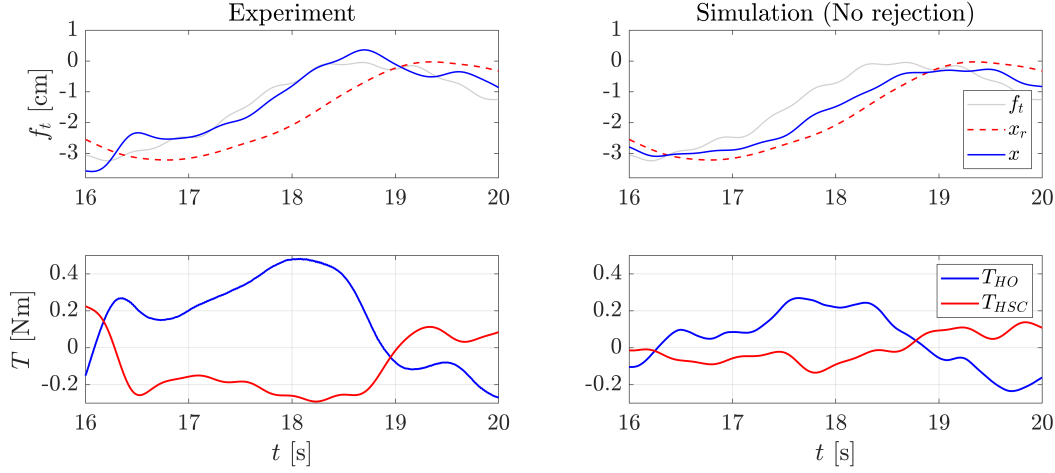 Experiment
Simulation (No rejection)
1
0
-1
-2
-3
f_t [cm]
16 17 18 19 20
1
0
-1
-2
-3
f_t
x_r
x
16 17 18 19 20
0.4
0.2
0
-0.2
T [Nm]
16 17 18 19 20
t [s]
0.4
0.2
0
-0.2
T_HO
T_HSC
16 17 18 19 20
t [s]